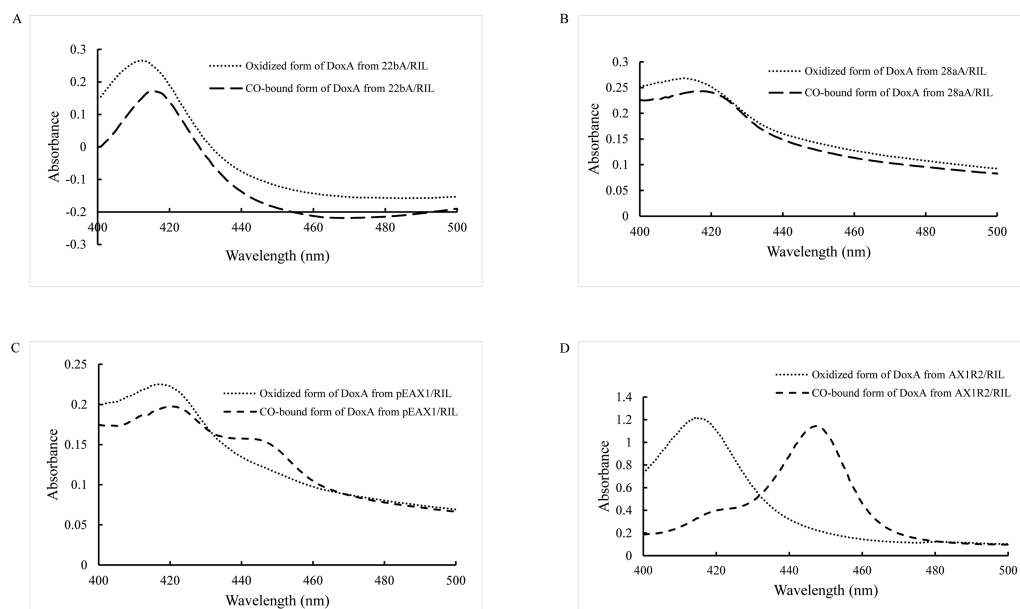 A
Oxidized form of DoxA from 22bA/RIL
CO-bound form of DoxA from 22bA/RIL
Absorbance
0.3
0.2
0.1
0
-0.1
-0.2
-0.3
400
420
440
460
480
500
Wavelength (nm)
B
Oxidized form of DoxA from 28aA/RIL
CO-bound form of DoxA from 28aA/RIL
Absorbance
0.3
0.25
0.2
0.15
0.1
0.05
0
400
420
440
460
480
500
Wavelength (nm)
C
Oxidized form of DoxA from pEAX1/RIL
CO-bound form of DoxA from pEAX1/RIL
Absorbance
0.25
0.2
0.15
0.1
0.05
0
400
420
440
460
480
500
Wavelength (nm)
D
Oxidized form of DoxA from AX1R2/RIL
CO-bound form of DoxA from AX1R2/RIL
Absorbance
1.4
1.2
1
0.8
0.6
0.4
0.2
0
400
420
440
460
480
500
Wavelength (nm)